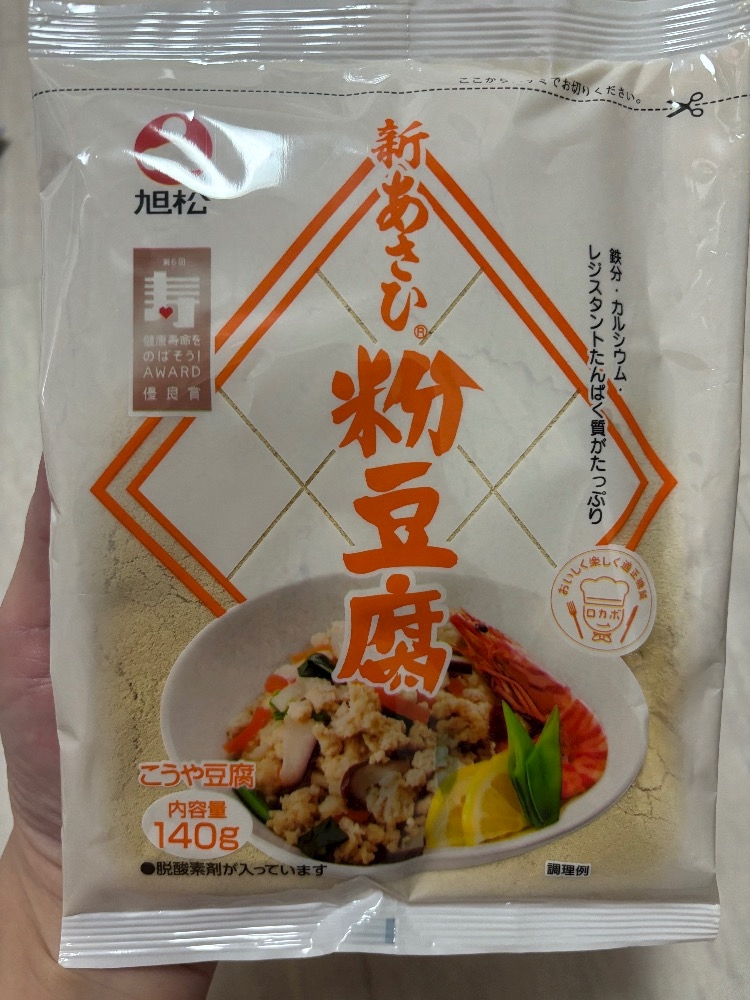 ここから
でお切りください。
旭松
新あさひ®
粉豆腐
第6回
寿
健康寿命を
のばそう!
AWARD
優良賞
鉄分・カルシウム・
レジスタントたんぱく質がたっぷり
おいしく楽しく適正糖質
ロカボ
こうや豆腐
内容量
140g
●脱酸素剤が入っています
調理例